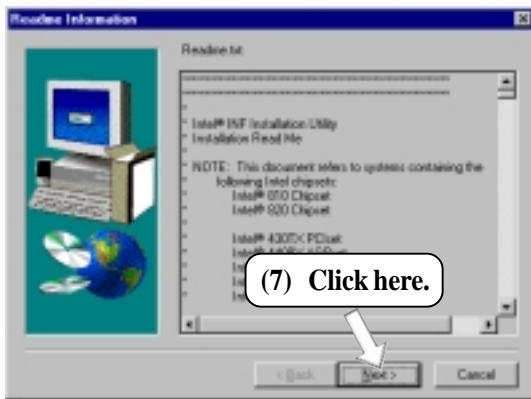 Readme Information
Readme.txt
* Intel® INF Installation Utility
* Installation Read Me
*
* NOTE: This document refers to systems containing the
* following Intel chipsets:
* Intel® 810 Chipset
* Intel® 820 Chipset
*
* Intel® 430TX PCIset
(7) Click here.
< Back
Next >
Cancel